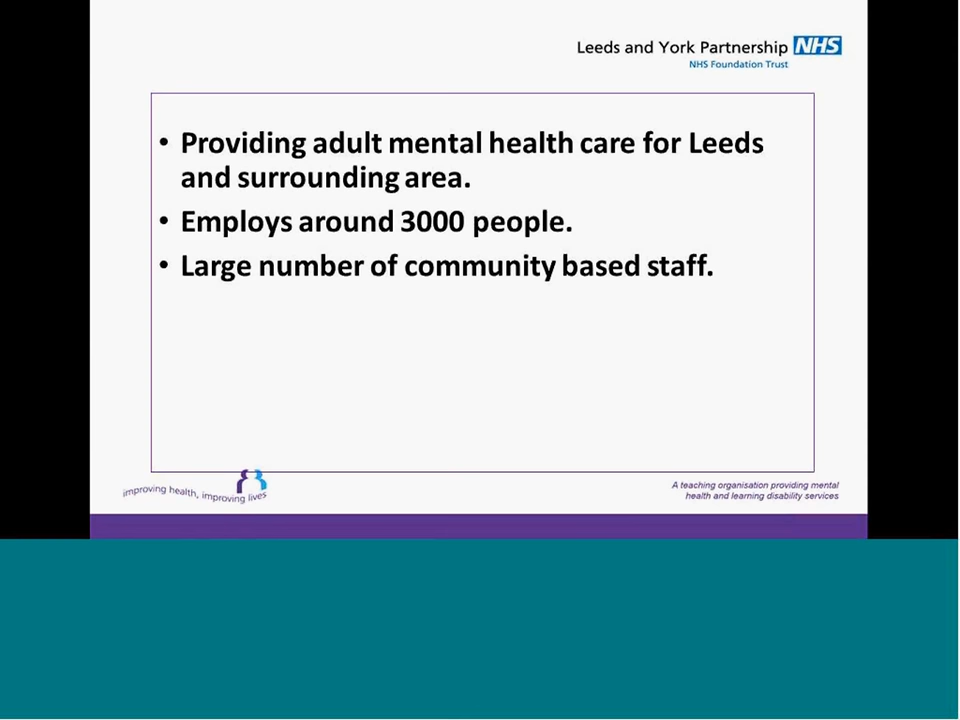 Leeds and York Partnership NHS
NHS Foundation Trust
• Providing adult mental health care for Leeds
and surrounding area.
• Employs around 3000 people.
• Large number of community based staff.
improving health, improving lives
A teaching organisation providing mental
health and learning disability services